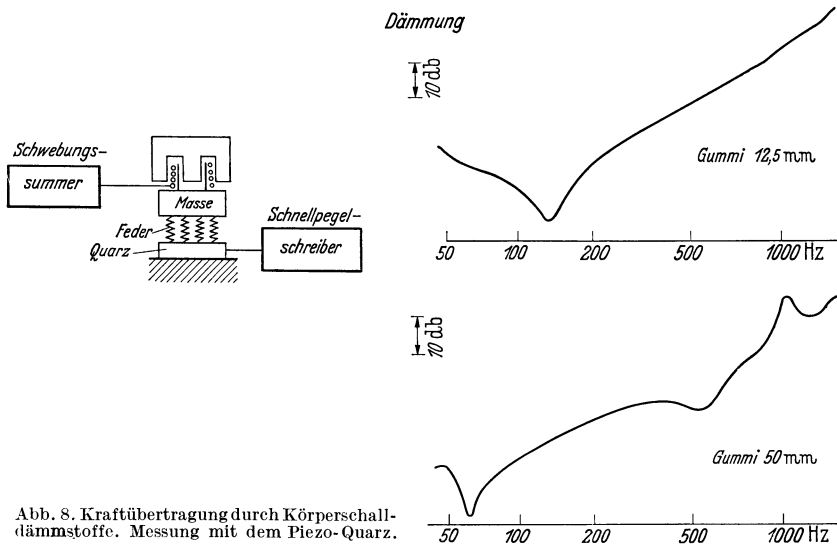 Schwebungs-
summer
Masse
Feder
Quarz
Schnellpegel-
schreiber
Dämmung
10 db
Gummi 12,5 mm
50 100 200 500 1000 Hz
10 db
Gummi 50 mm
50 100 200 500 1000 Hz
Abb. 8. Kraftübertragung durch Körperschall-
dämmstoffe. Messung mit dem Piezo-Quarz.